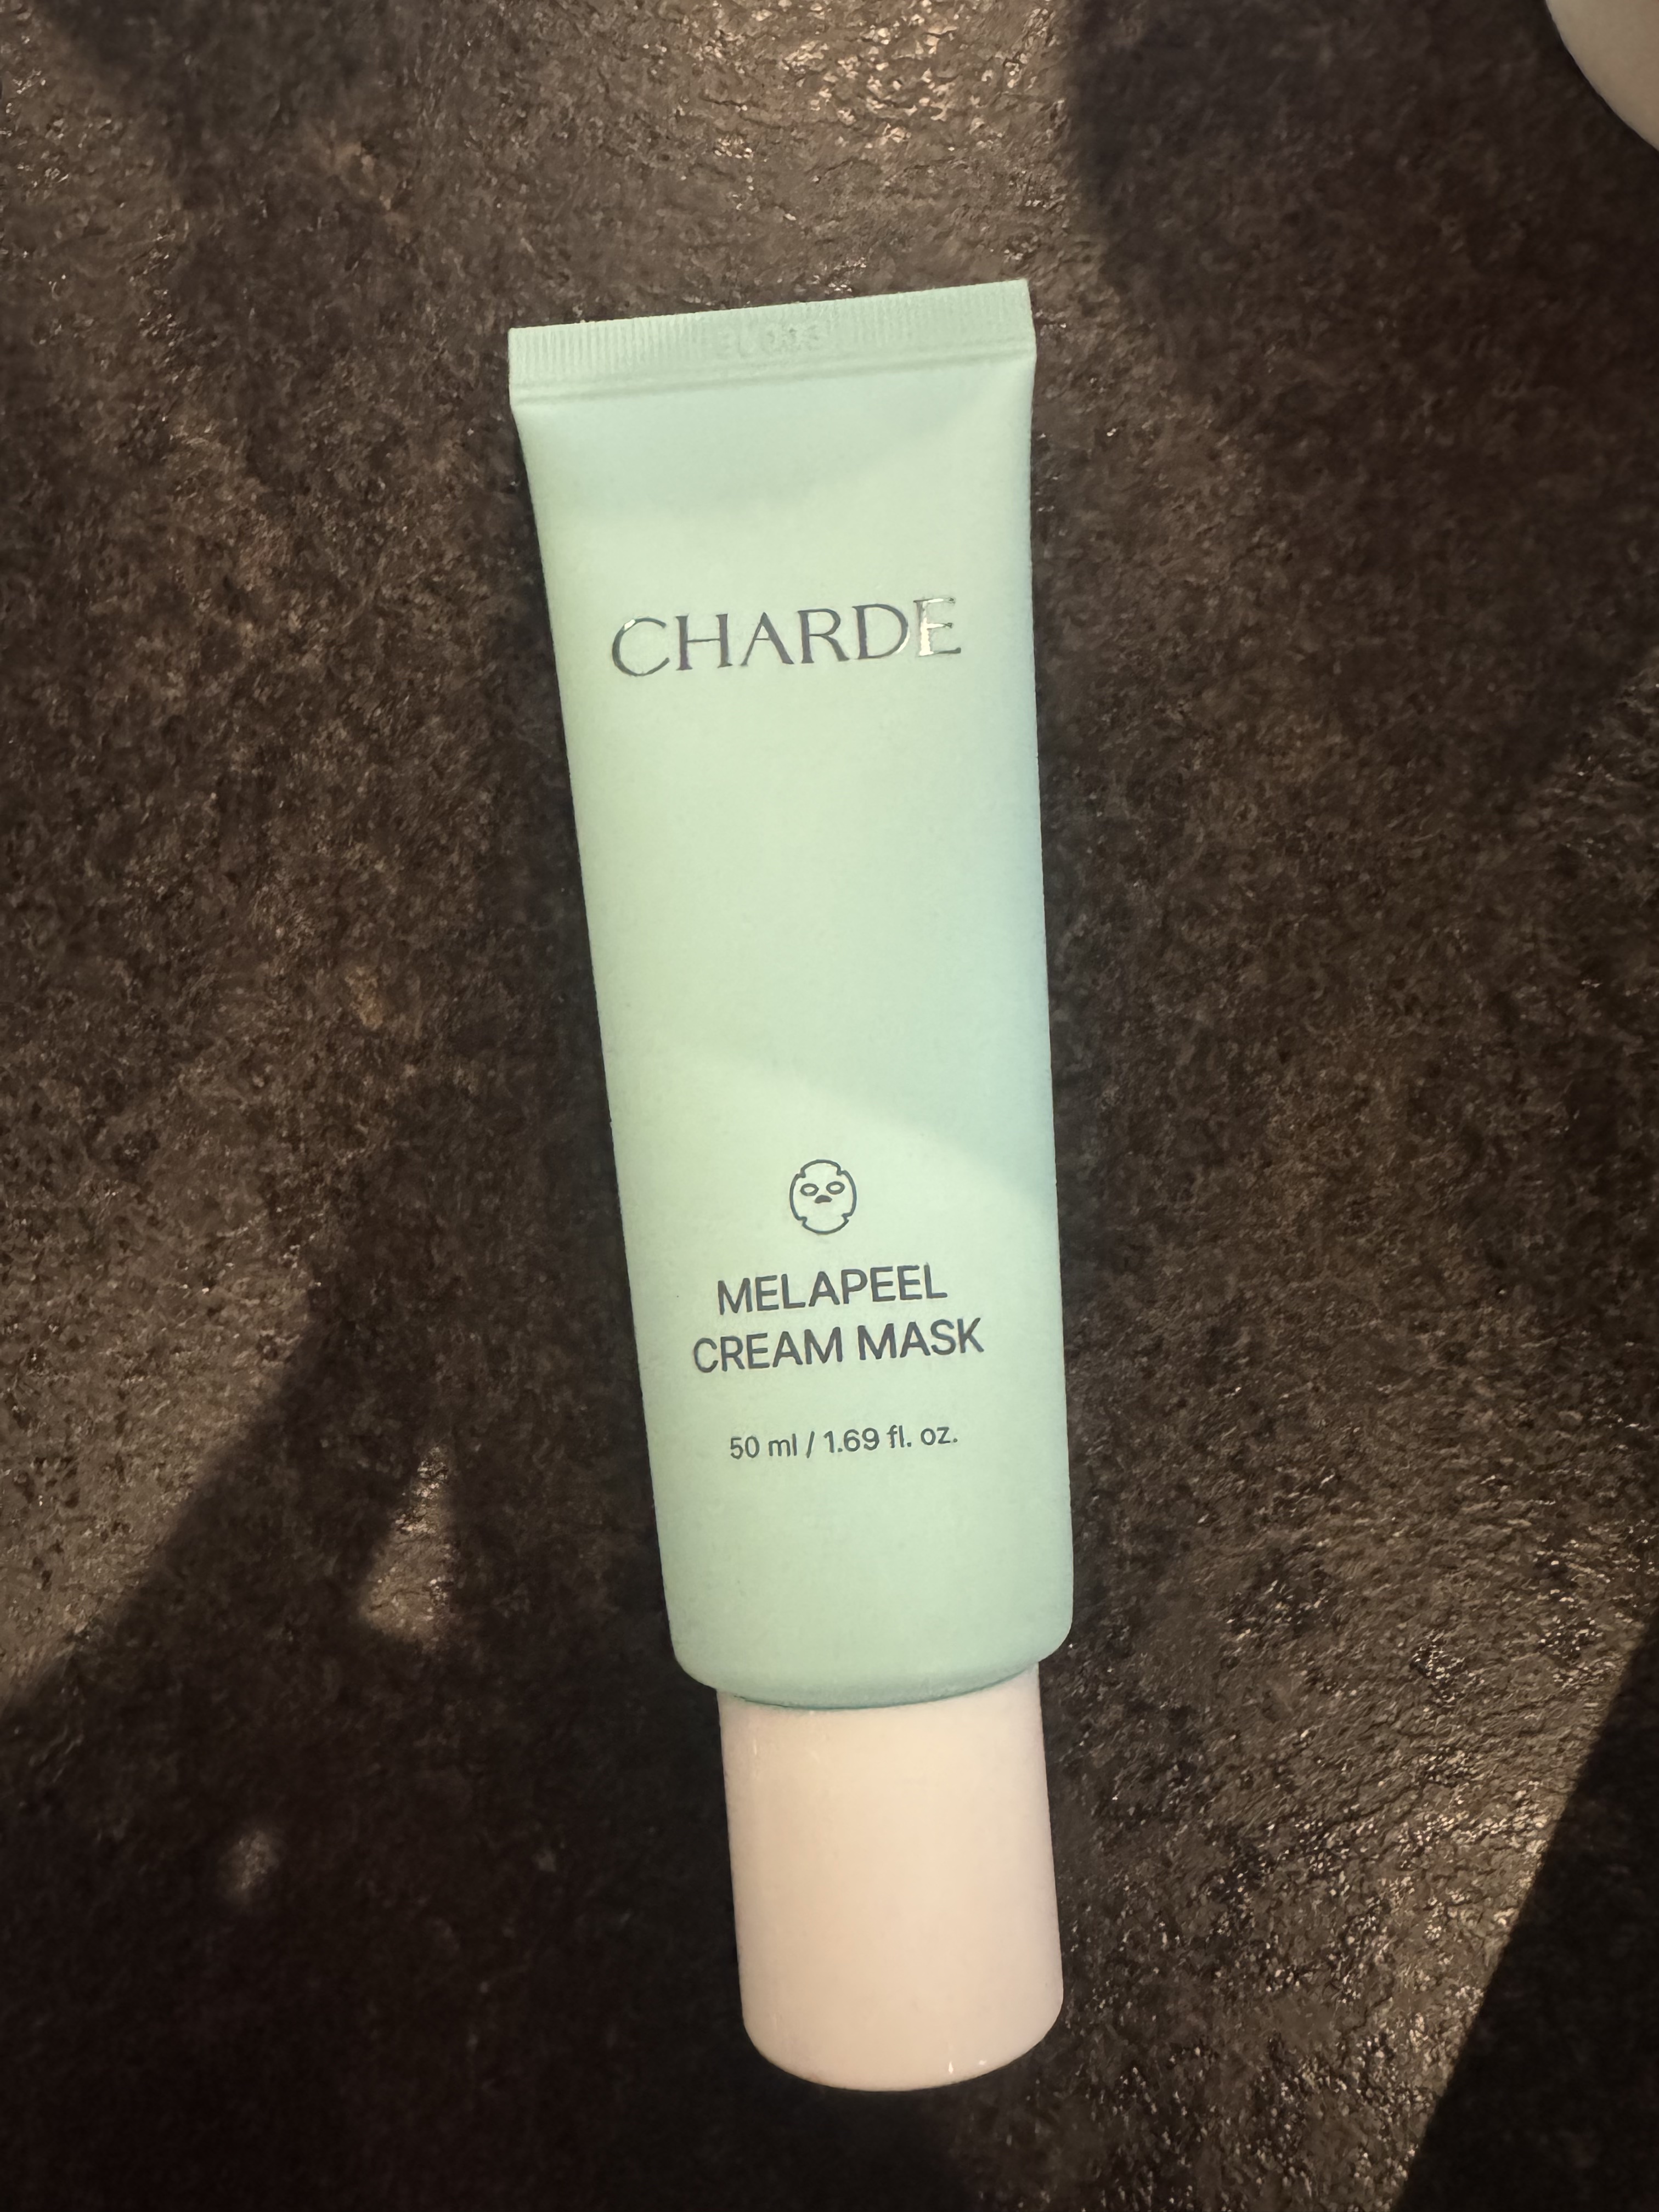 CHARDE
MELAPEEL
CREAM MASK
50 ml / 1.69 fl. oz.